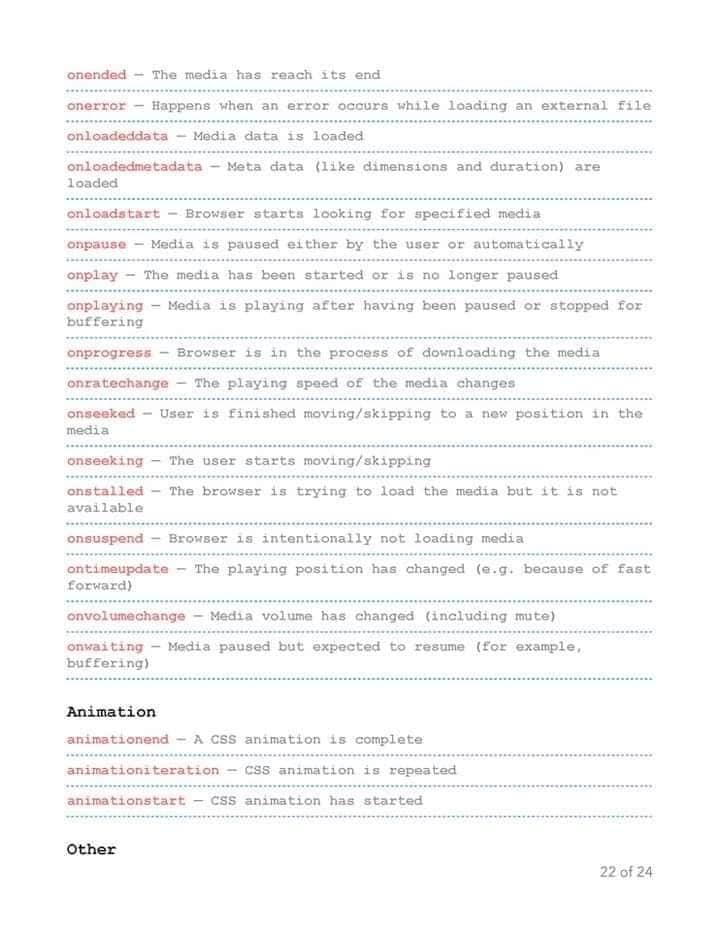 onended — The media has reach its end
onerror — Happens when an error occurs while loading an external file
onloadeddata — Media data is loaded
onloadedmetadata — Meta data (like dimensions and duration) are
loaded
onloadstart — Browser starts looking for specified media
onpause — Media is paused either by the user or automatically
onplay — The media has been started or is no longer paused
onplaying — Media is playing after having been paused or stopped for
buffering
onprogress — Browser is in the process of downloading the media
onratechange — The playing speed of the media changes
onseeked — User is finished moving/skipping to a new position in the
media
onseeking — The user starts moving/skipping
onstalled — The browser is trying to load the media but it is not
available
onsuspend — Browser is intentionally not loading media
ontimeupdate — The playing position has changed (e.g. because of fast
forward)
onvolumechange — Media volume has changed (including mute)
onwaiting — Media paused but expected to resume (for example,
buffering)
Animation
animationend — A CSS animation is complete
animationiteration — CSS animation is repeated
animationstart — CSS animation has started
Other
22 of 24